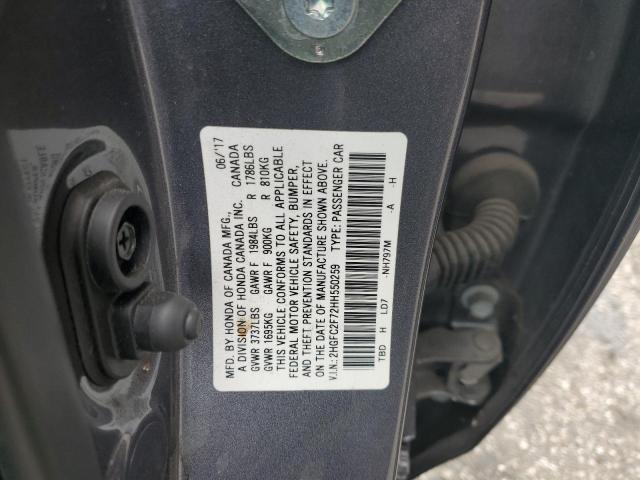 MFD. BY HONDA OF CANADA MFG., 06/'17
A DIVISION OF HONDA CANADA INC. CANADA
GVWR 3737LBS GAWR F 1984LBS R 1786LBS
GVWR 1695KG GAWR F 900KG R 810KG
THIS VEHICLE CONFORMS TO ALL APPLICABLE
FEDERAL MOTOR VEHICLE SAFETY, BUMPER,
AND THEFT PREVENTION STANDARDS IN EFFECT
ON THE DATE OF MANUFACTURE SHOWN ABOVE.
V.I.N.: 2HGFC2F72HH550259 TYPE: PASSENGER CAR
TBD H LD7 -NH797M -A -H